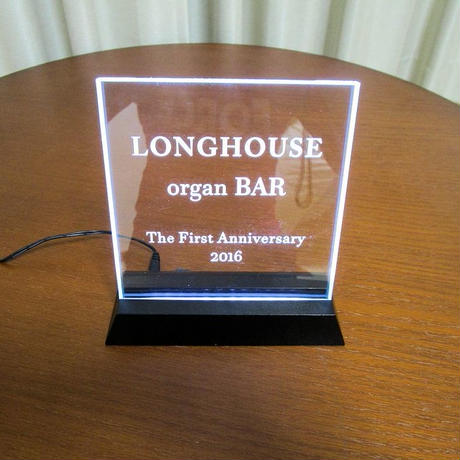 LONGHOUSE
organ BAR
The First Anniversary
2016